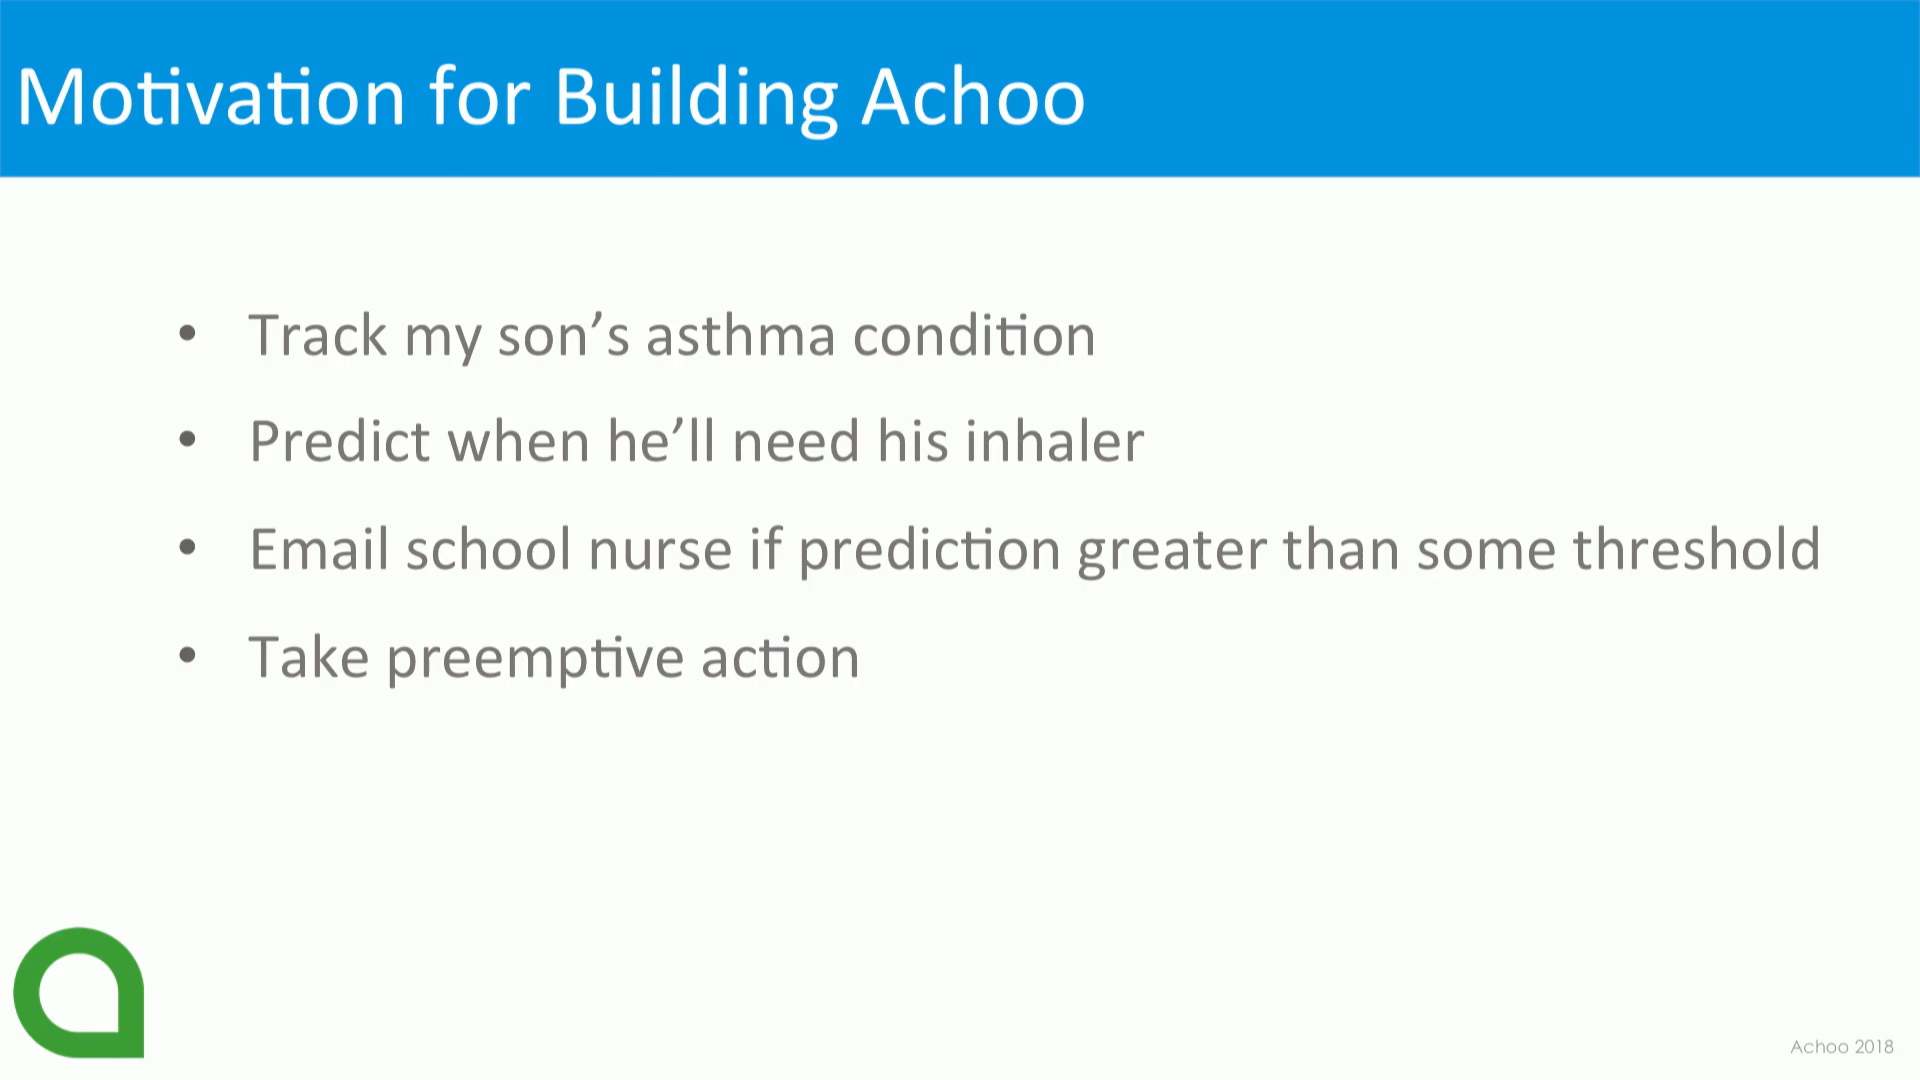 Motivation for Building Achoo
• Track my son’s asthma condition
• Predict when he’ll need his inhaler
• Email school nurse if prediction greater than some threshold
• Take preemptive action
Achoo 2018